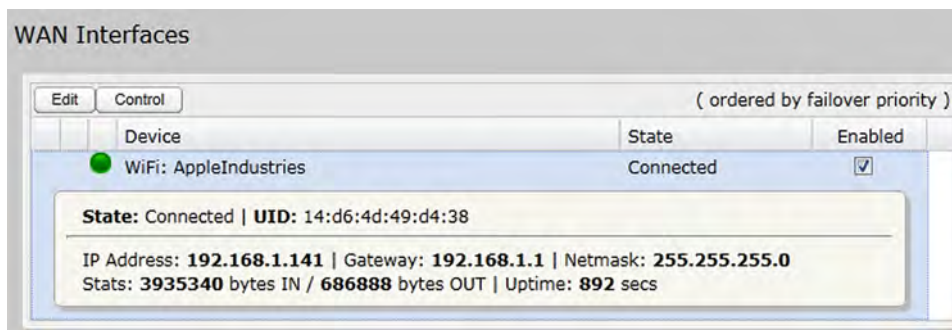 WAN Interfaces
Edit Control ( ordered by failover priority )
Device State Enabled
WiFi: AppleIndustries Connected
State: Connected | UID: 14:d6:4d:49:d4:38
IP Address: 192.168.1.141 | Gateway: 192.168.1.1 | Netmask: 255.255.255.0
Stats: 3935340 bytes IN / 686888 bytes OUT | Uptime: 892 secs